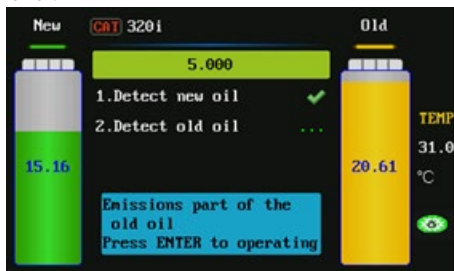 New CAT 320i Old
5.000
1.Detect new oil
2.Detect old oil ...
TEMP
31.0
15.16 20.61 °C
Emissions part of the
old oil
Press ENTER to operating